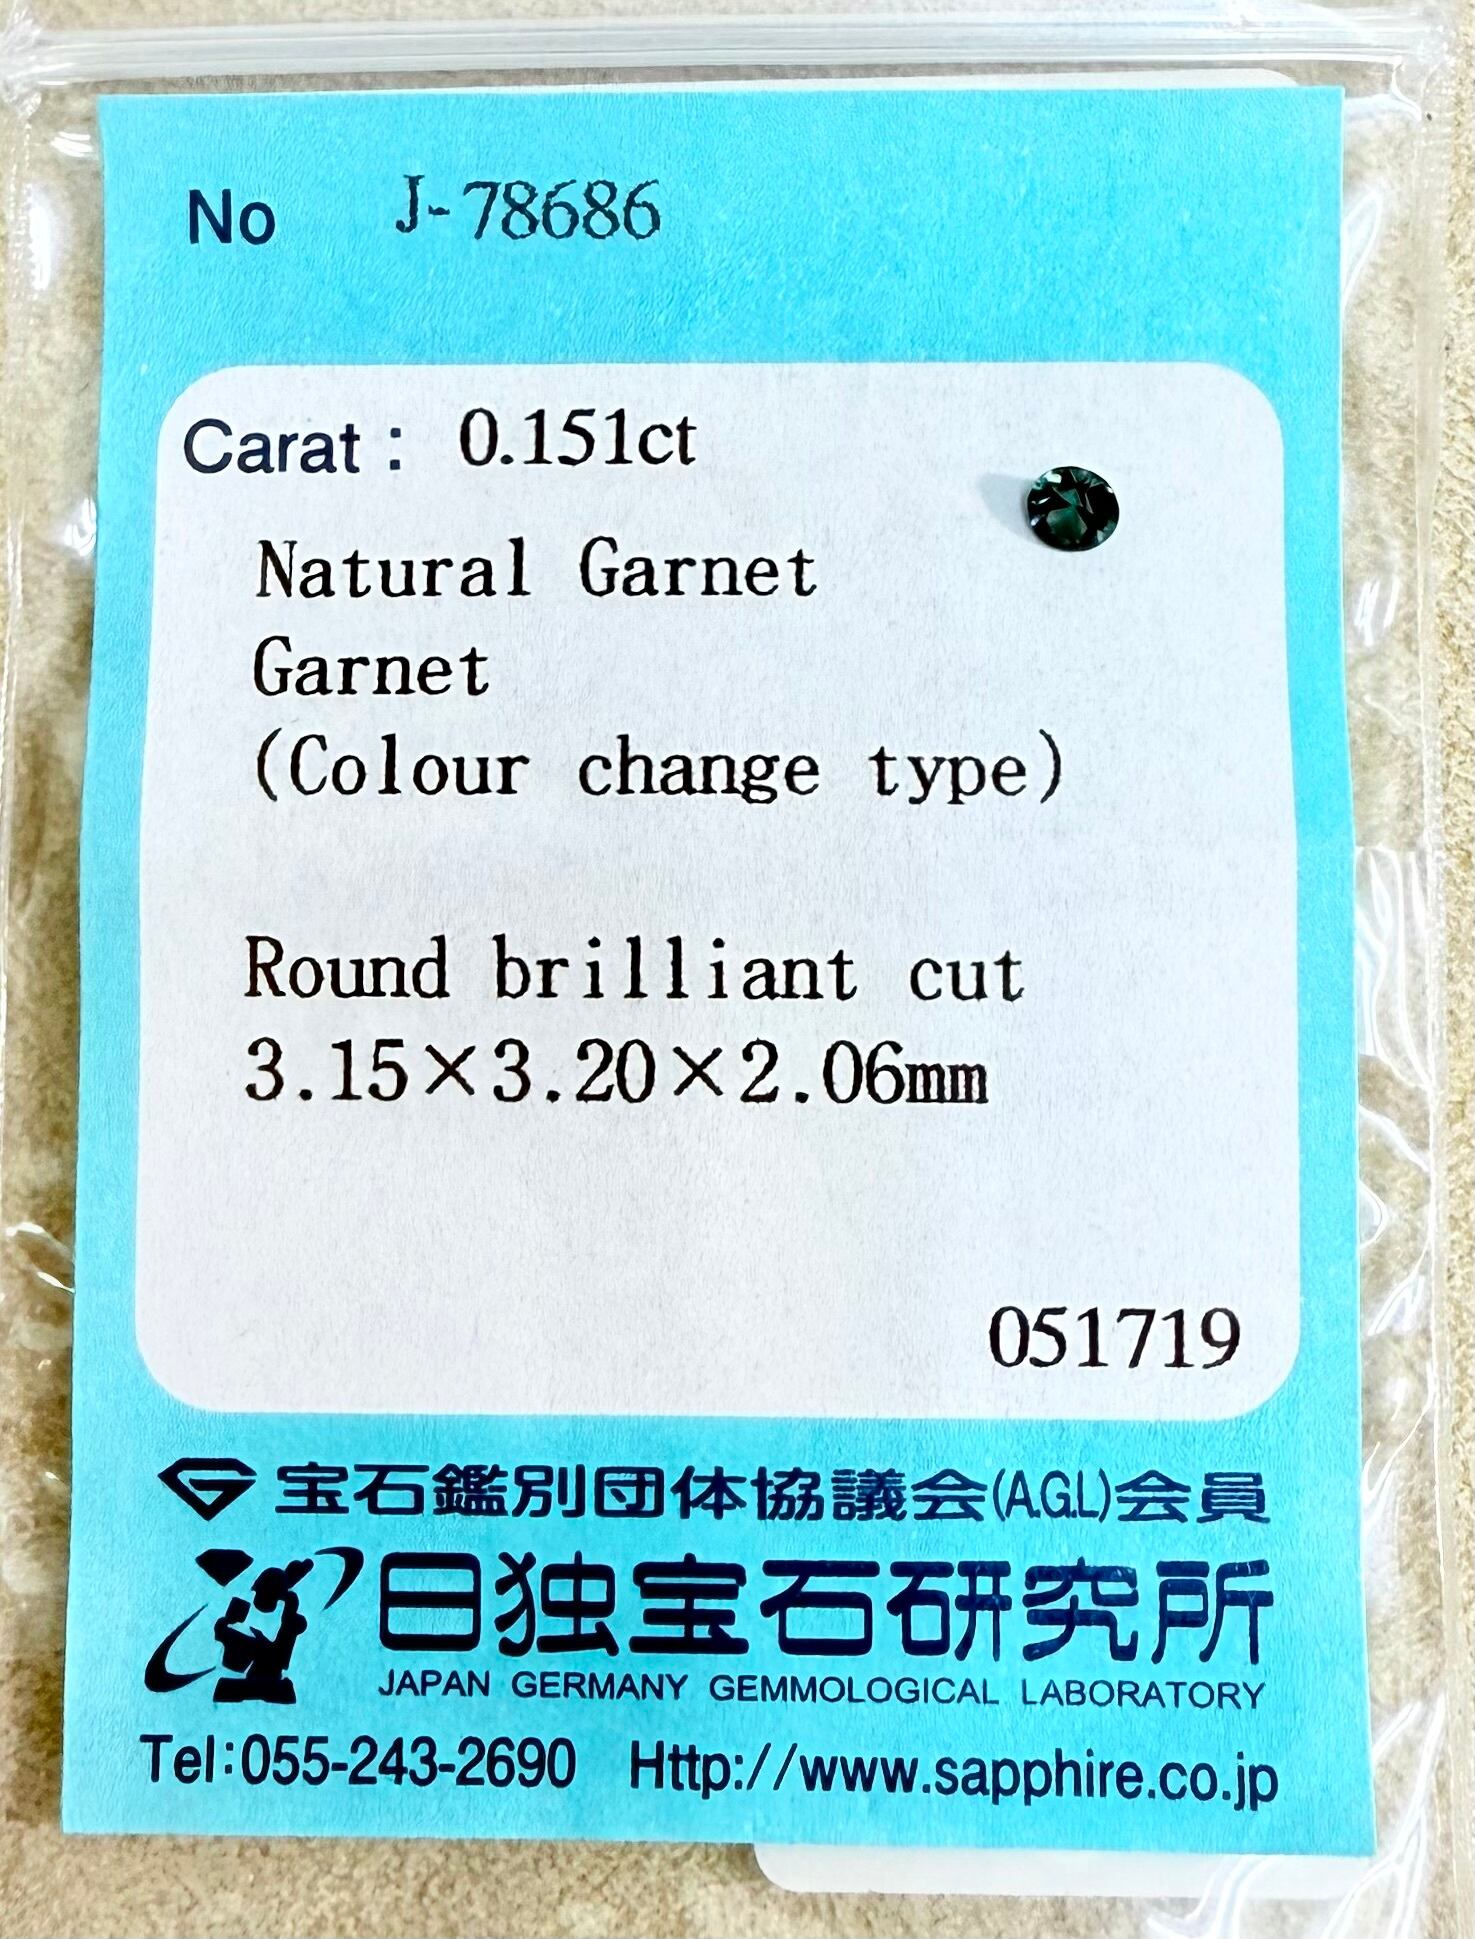 No J-78686
Carat : 0.151ct
Natural Garnet
Garnet
(Colour change type)
Round brilliant cut
3.15×3.20×2.06mm
051719
宝石鑑別団体協議会(A.G.L)会員
日独宝石研究所
JAPAN GERMANY GEMMOLOGICAL LABORATORY
Tel:055-243-2690 Http://www.sapphire.co.jp